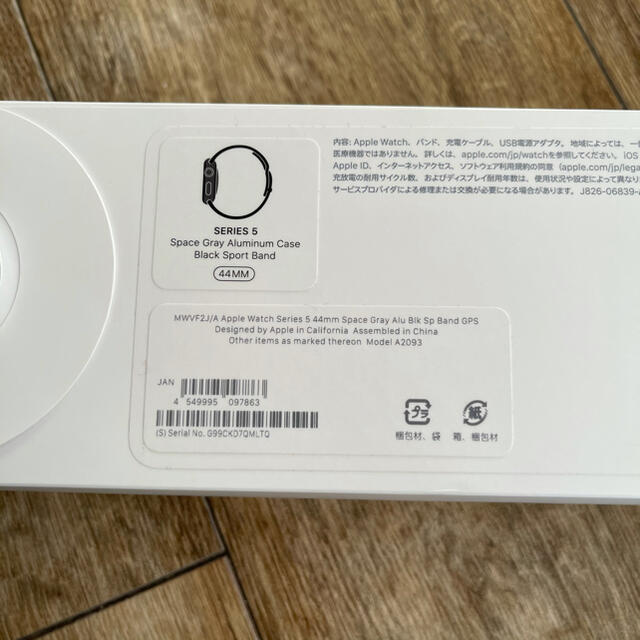 SERIES 5
Space Gray Aluminum Case
Black Sport Band
44MM
内容: Apple Watch、バンド、充電ケーブル、USB電源アダプタ。地域によっては、一
医療機器ではありません。詳しくは、apple.com/jp/watchを参照してください。iOS
Apple ID、インターネットアクセス、ソフトウェア利用規約の同意 (apple.com/jp/lega
充放電の耐用サイクル数、およびディスプレイ耐用年数は、使用状況や設定によって異なり
サービスプロバイダによる修理または交換が必要になる場合があります。 J826-06839-
MWVF2J/A Apple Watch Series 5 44mm Space Gray Alu Blk Sp Band GPS
Designed by Apple in California Assembled in China
Other items as marked thereon Model A2093
JAN
4 549995 097863
(S) Serial No. G99CKD7QMLTQ
プラ
紙
梱包材、袋
箱、梱包材